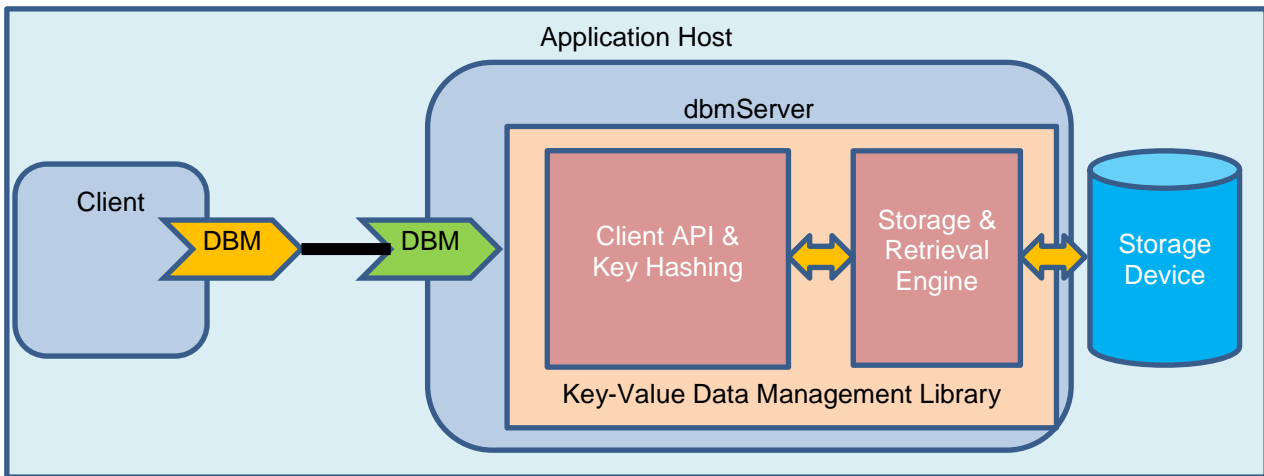 Application Host
dbmServer
Client
DBM
DBM
Client API &
Key Hashing
Storage &
Retrieval
Engine
Storage
Device
Key-Value Data Management Library